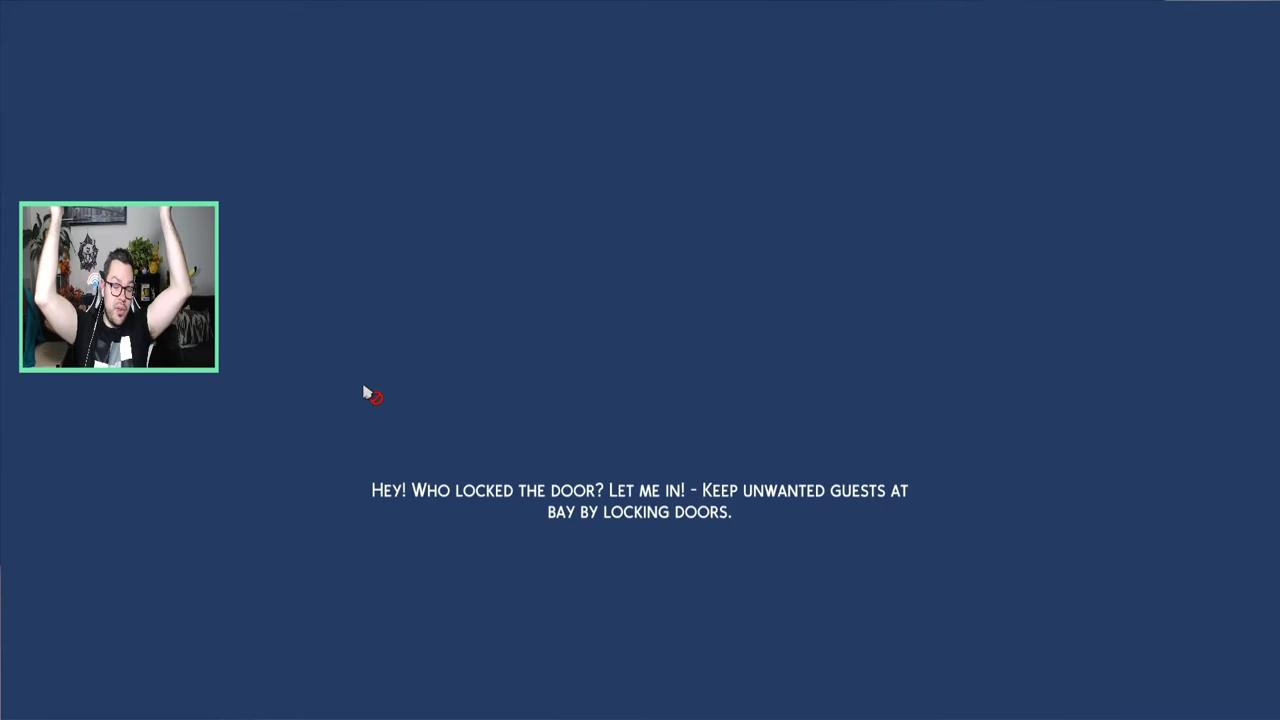 Hey! Who locked the door? Let me in! - Keep unwanted guests at
bay by locking doors.